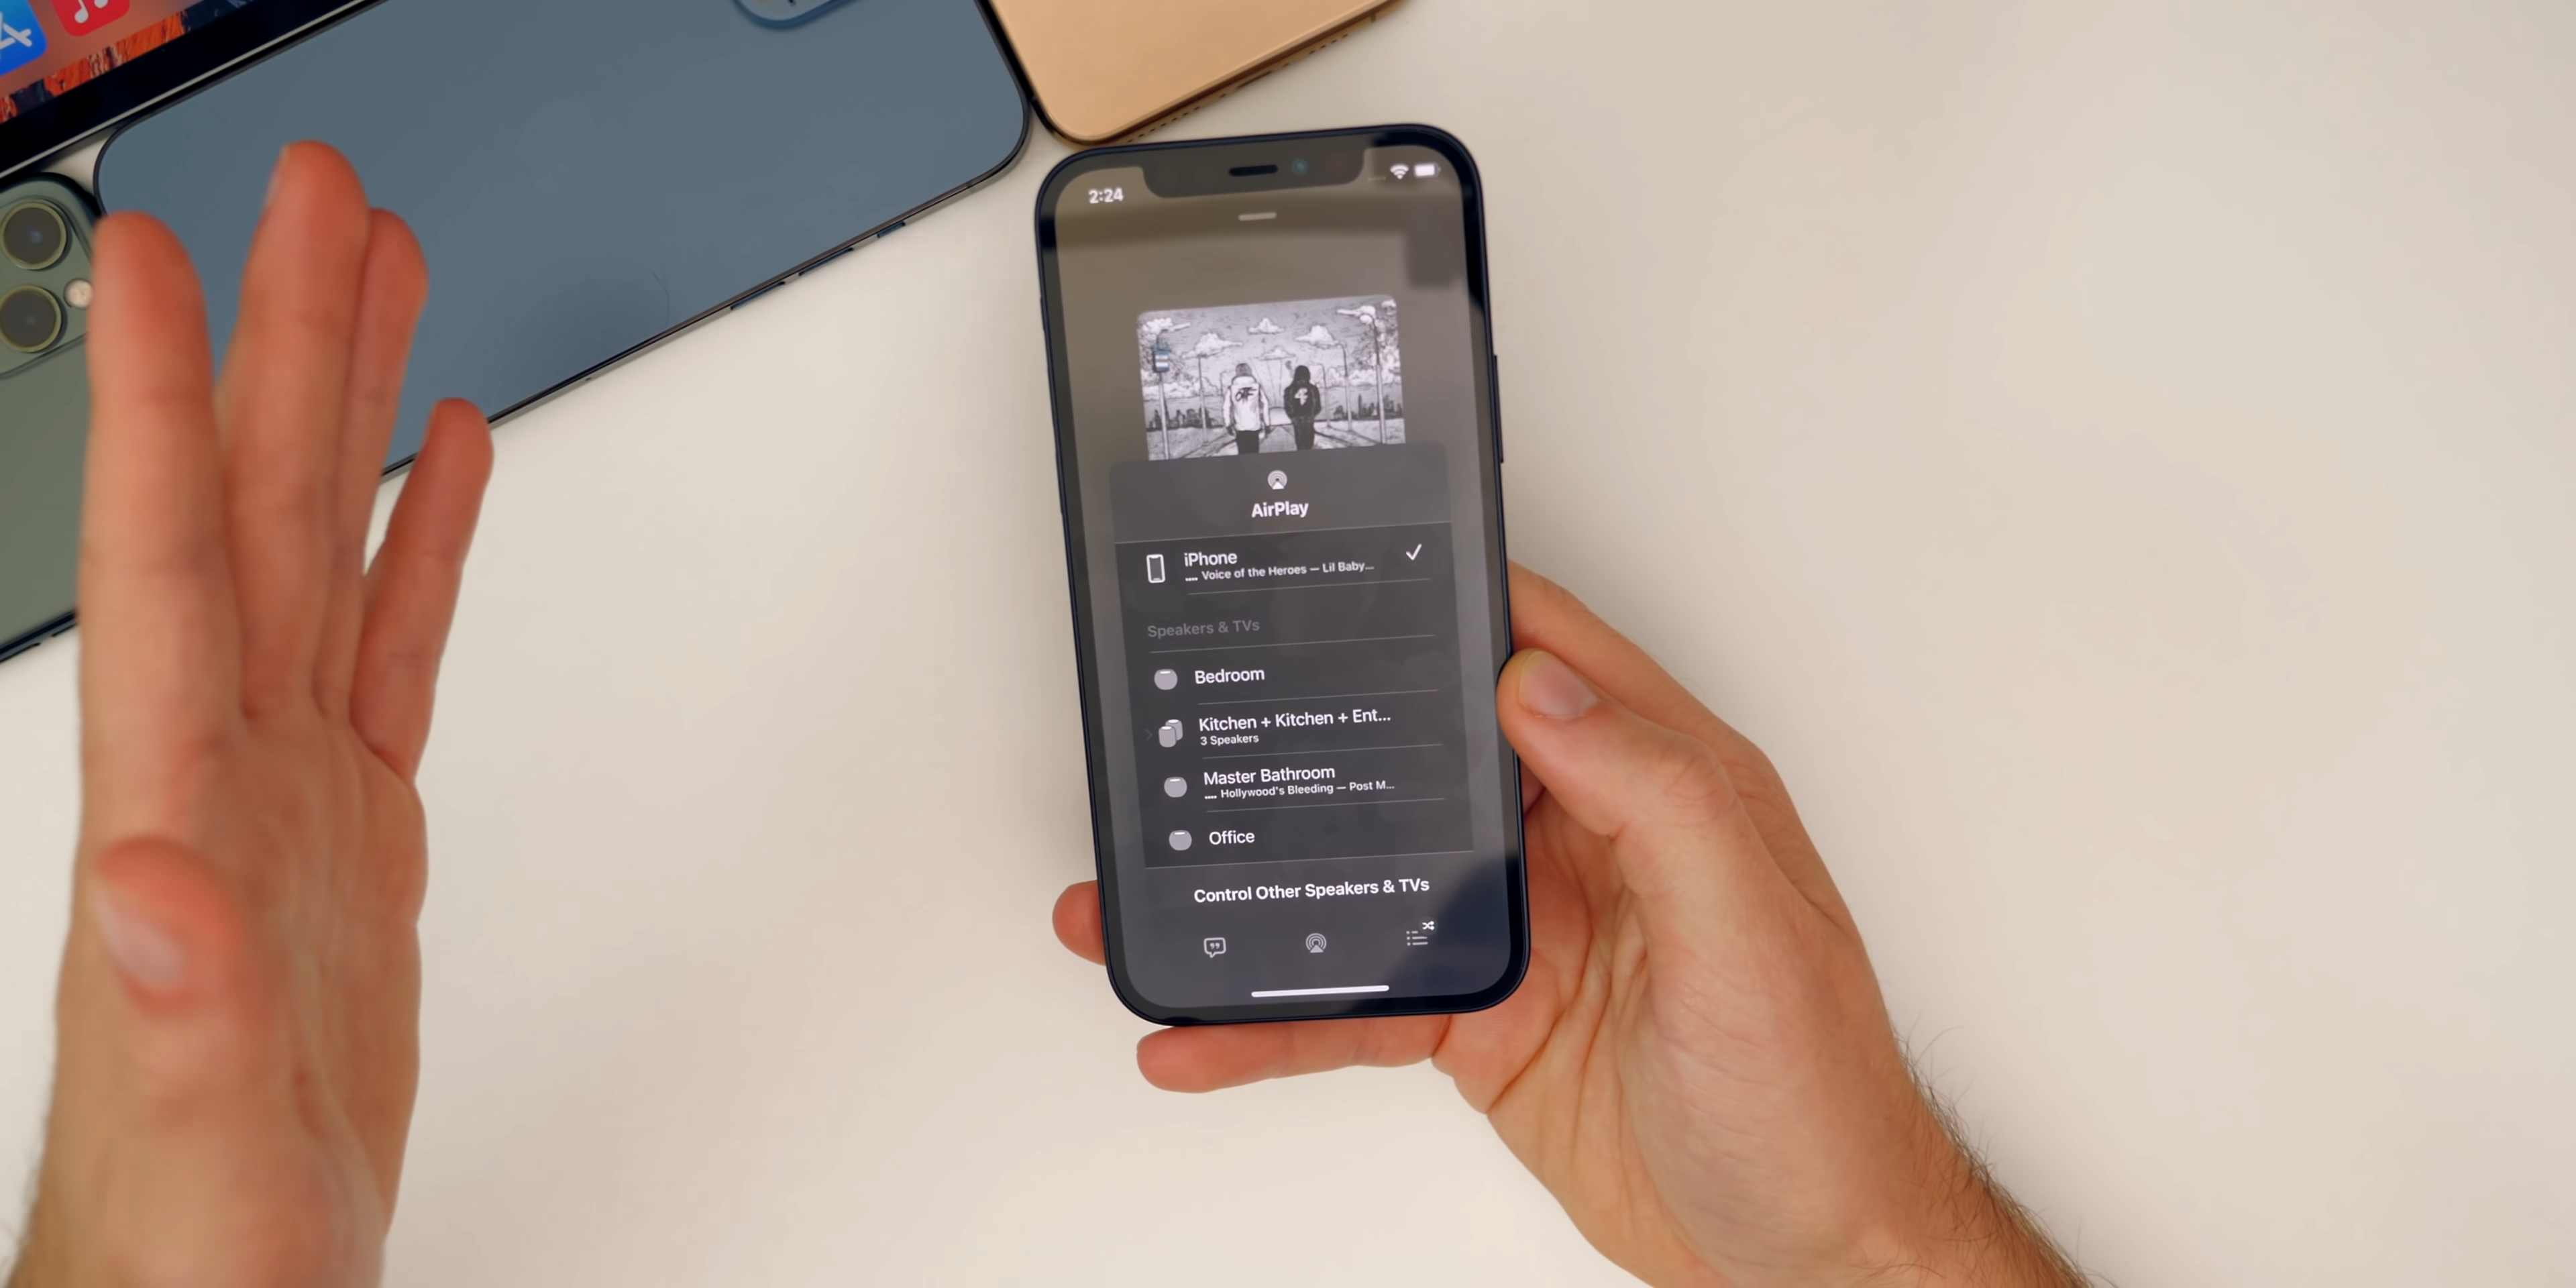 2:24
AirPlay
iPhone
Voice of the Heroes — Lil Baby...
Speakers & TVs
Bedroom
Kitchen + Kitchen + Ent...
3 Speakers
Master Bathroom
Hollywood's Bleeding — Post M...
Office
Control Other Speakers & TVs